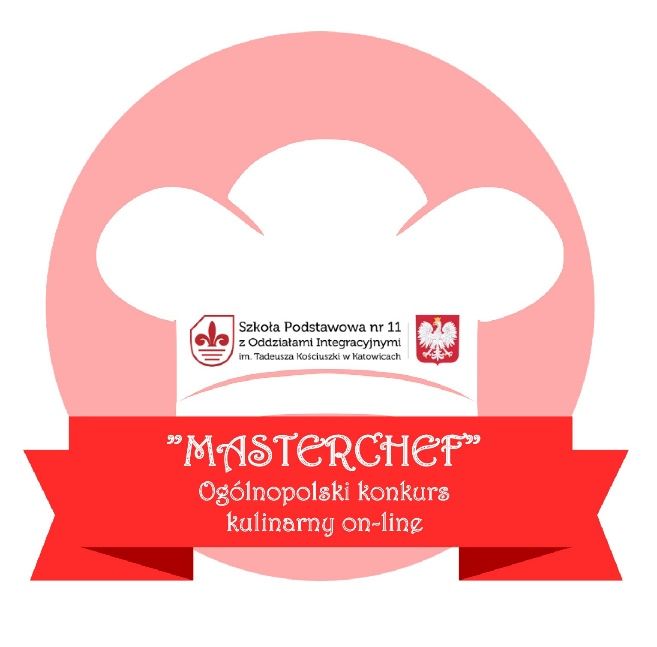 Szkoła Podstawowa nr 11
z Oddziałami Integracyjnymi
im. Tadeusza Kościuszki w Katowicach
”MASTERCHEF”
Ogólnopolski konkurs
kulinarny on-line